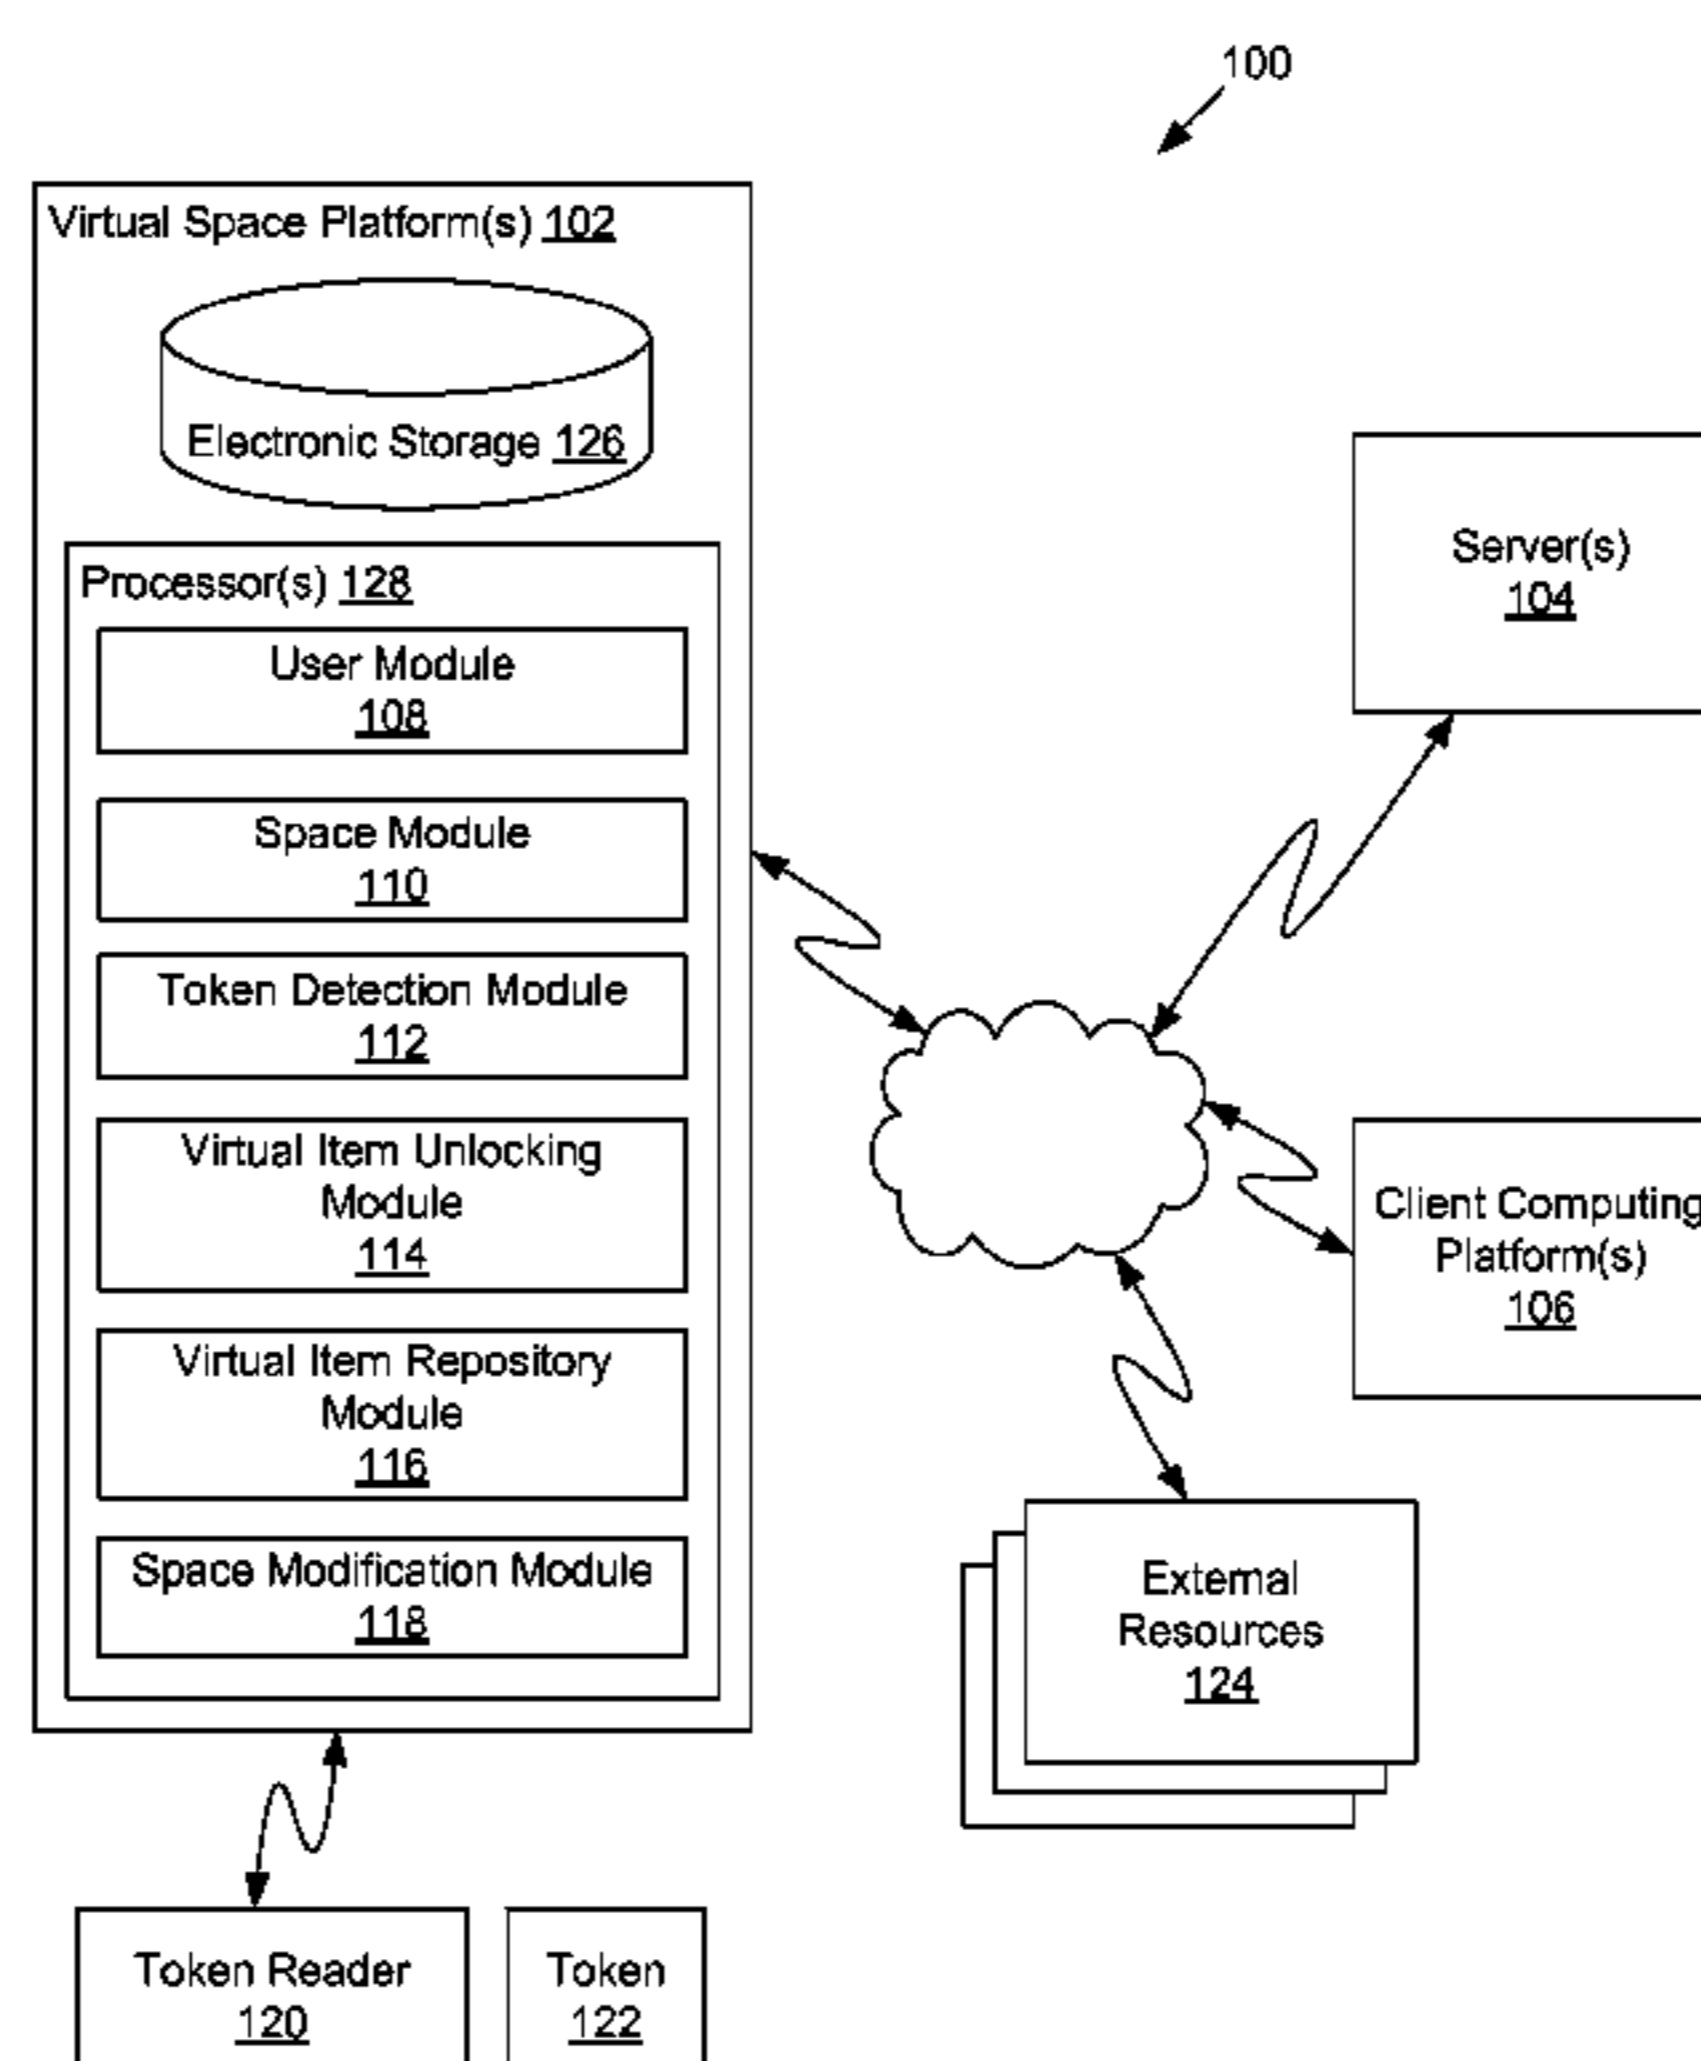 100
Virtual Space Platform(s) 102
Electronic Storage 126
Processor(s) 128
User Module
108
Space Module
110
Token Detection Module
112
Virtual Item Unlocking
Module
114
Virtual Item Repository
Module
116
Space Modification Module
118
Server(s)
104
Client Computing
Platform(s)
106
External
Resources
124
Token Reader
120
Token
122